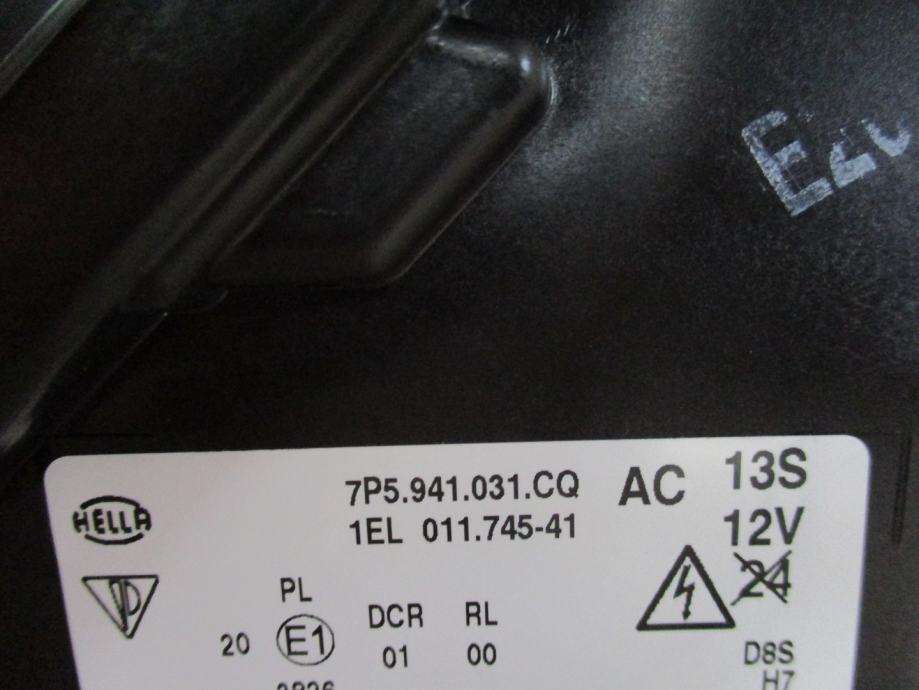 HELLA
7P5.941.031.CQ
1EL 011.745-41
AC
13S
12V
24
PL
DCR
RL
20
E1
01
00
D8S
H7